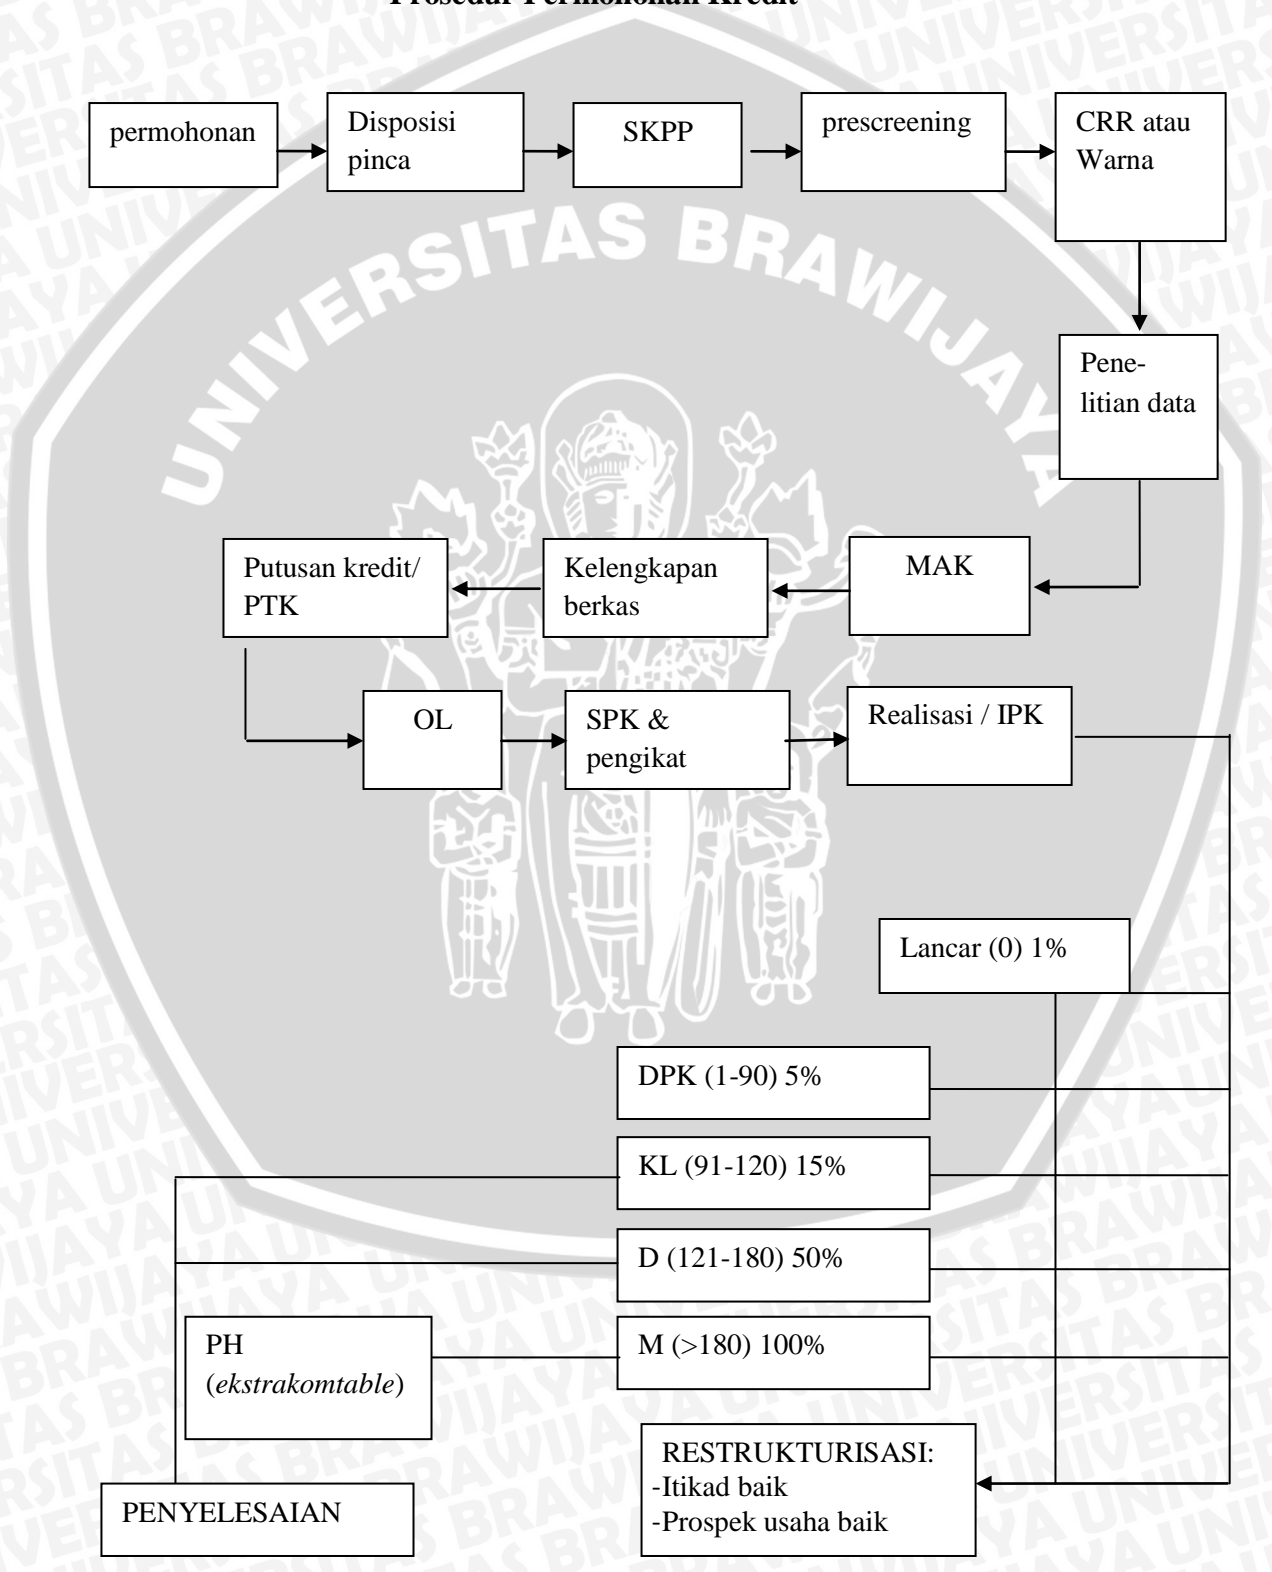 Prosedur Permohonan Kredit
permohonan
Disposisi
pinca
SKPP
prescreening
CRR atau
Warna
UNIVERSITAS BRAWIJAYA
Pene-
litian data
MAK
Kelengkapan
berkas
Putusan kredit/
PTK
OL
SPK &
pengikat
Realisasi / IPK
Lancar (0) 1%
DPK (1-90) 5%
KL (91-120) 15%
D (121-180) 50%
M (>180) 100%
PH
(ekstrakomtable)
RESTRUKTURISASI:
-Itikad baik
-Prospek usaha baik
PENYELESAIAN